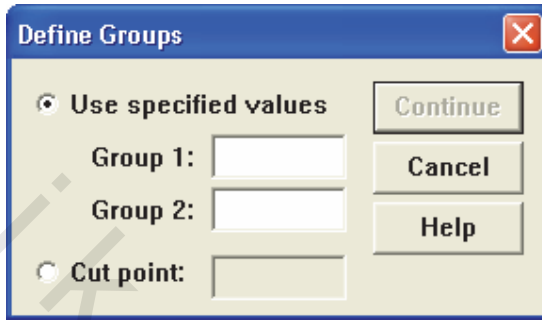 Define Groups
Use specified values
Continue
Group 1:
Cancel
Group 2:
Help
Cut point: